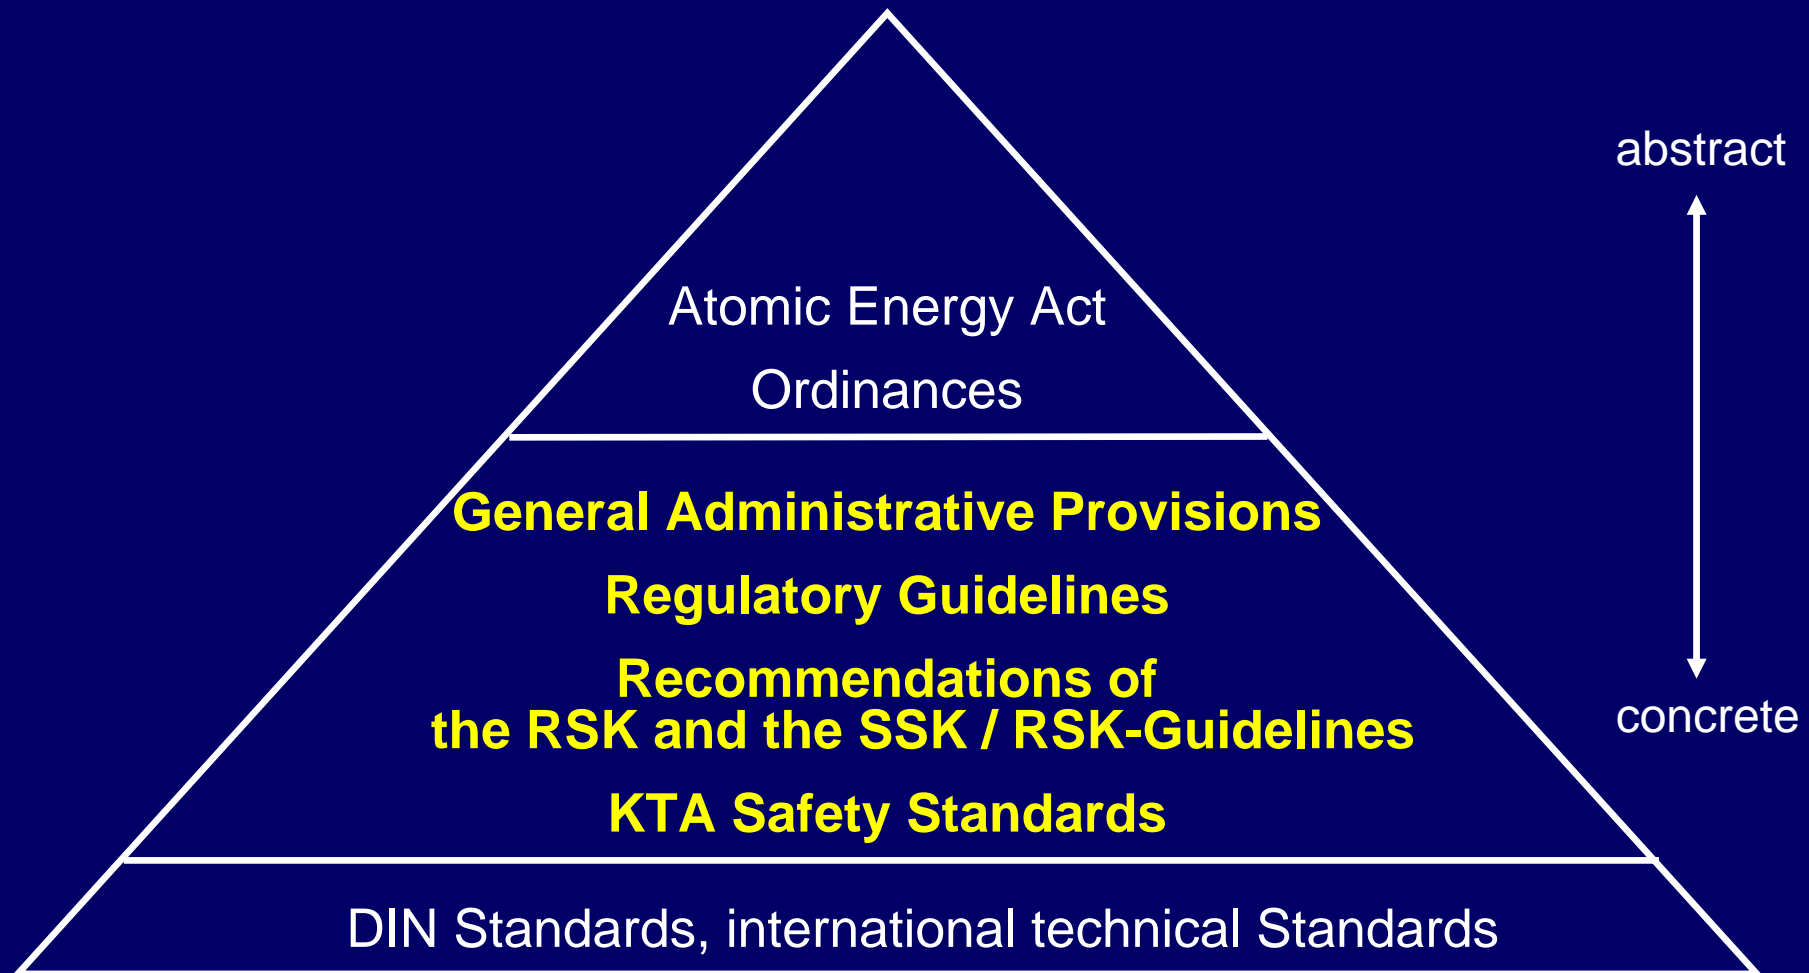 abstract
Atomic Energy Act
Ordinances
General Administrative Provisions
Regulatory Guidelines
Recommendations of
the RSK and the SSK / RSK-Guidelines
concrete
KTA Safety Standards
DIN Standards, international technical Standards